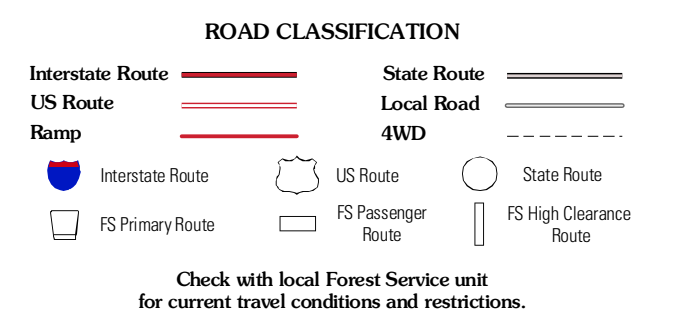 ROAD CLASSIFICATION
Interstate Route
State Route
US Route
Local Road
Ramp
4WD
Interstate Route
US Route
State Route
FS Primary Route
FS Passenger
Route
FS High Clearance
Route
Check with local Forest Service unit
for current travel conditions and restrictions.